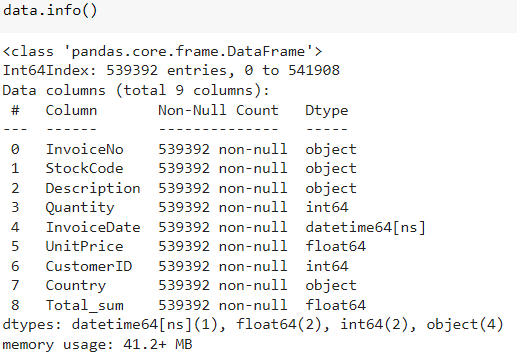 data.info()
<class 'pandas.core.frame.DataFrame'>
Int64Index: 539392 entries, 0 to 541908
Data columns (total 9 columns):
 #   Column       Non-Null Count   Dtype
---  ------       --------------   -----
 0   InvoiceNo    539392 non-null  object
 1   StockCode    539392 non-null  object
 2   Description  539392 non-null  object
 3   Quantity     539392 non-null  int64
 4   InvoiceDate  539392 non-null  datetime64[ns]
 5   UnitPrice    539392 non-null  float64
 6   CustomerID   539392 non-null  int64
 7   Country      539392 non-null  object
 8   Total_sum    539392 non-null  float64
dtypes: datetime64[ns](1), float64(2), int64(2), object(4)
memory usage: 41.2+ MB